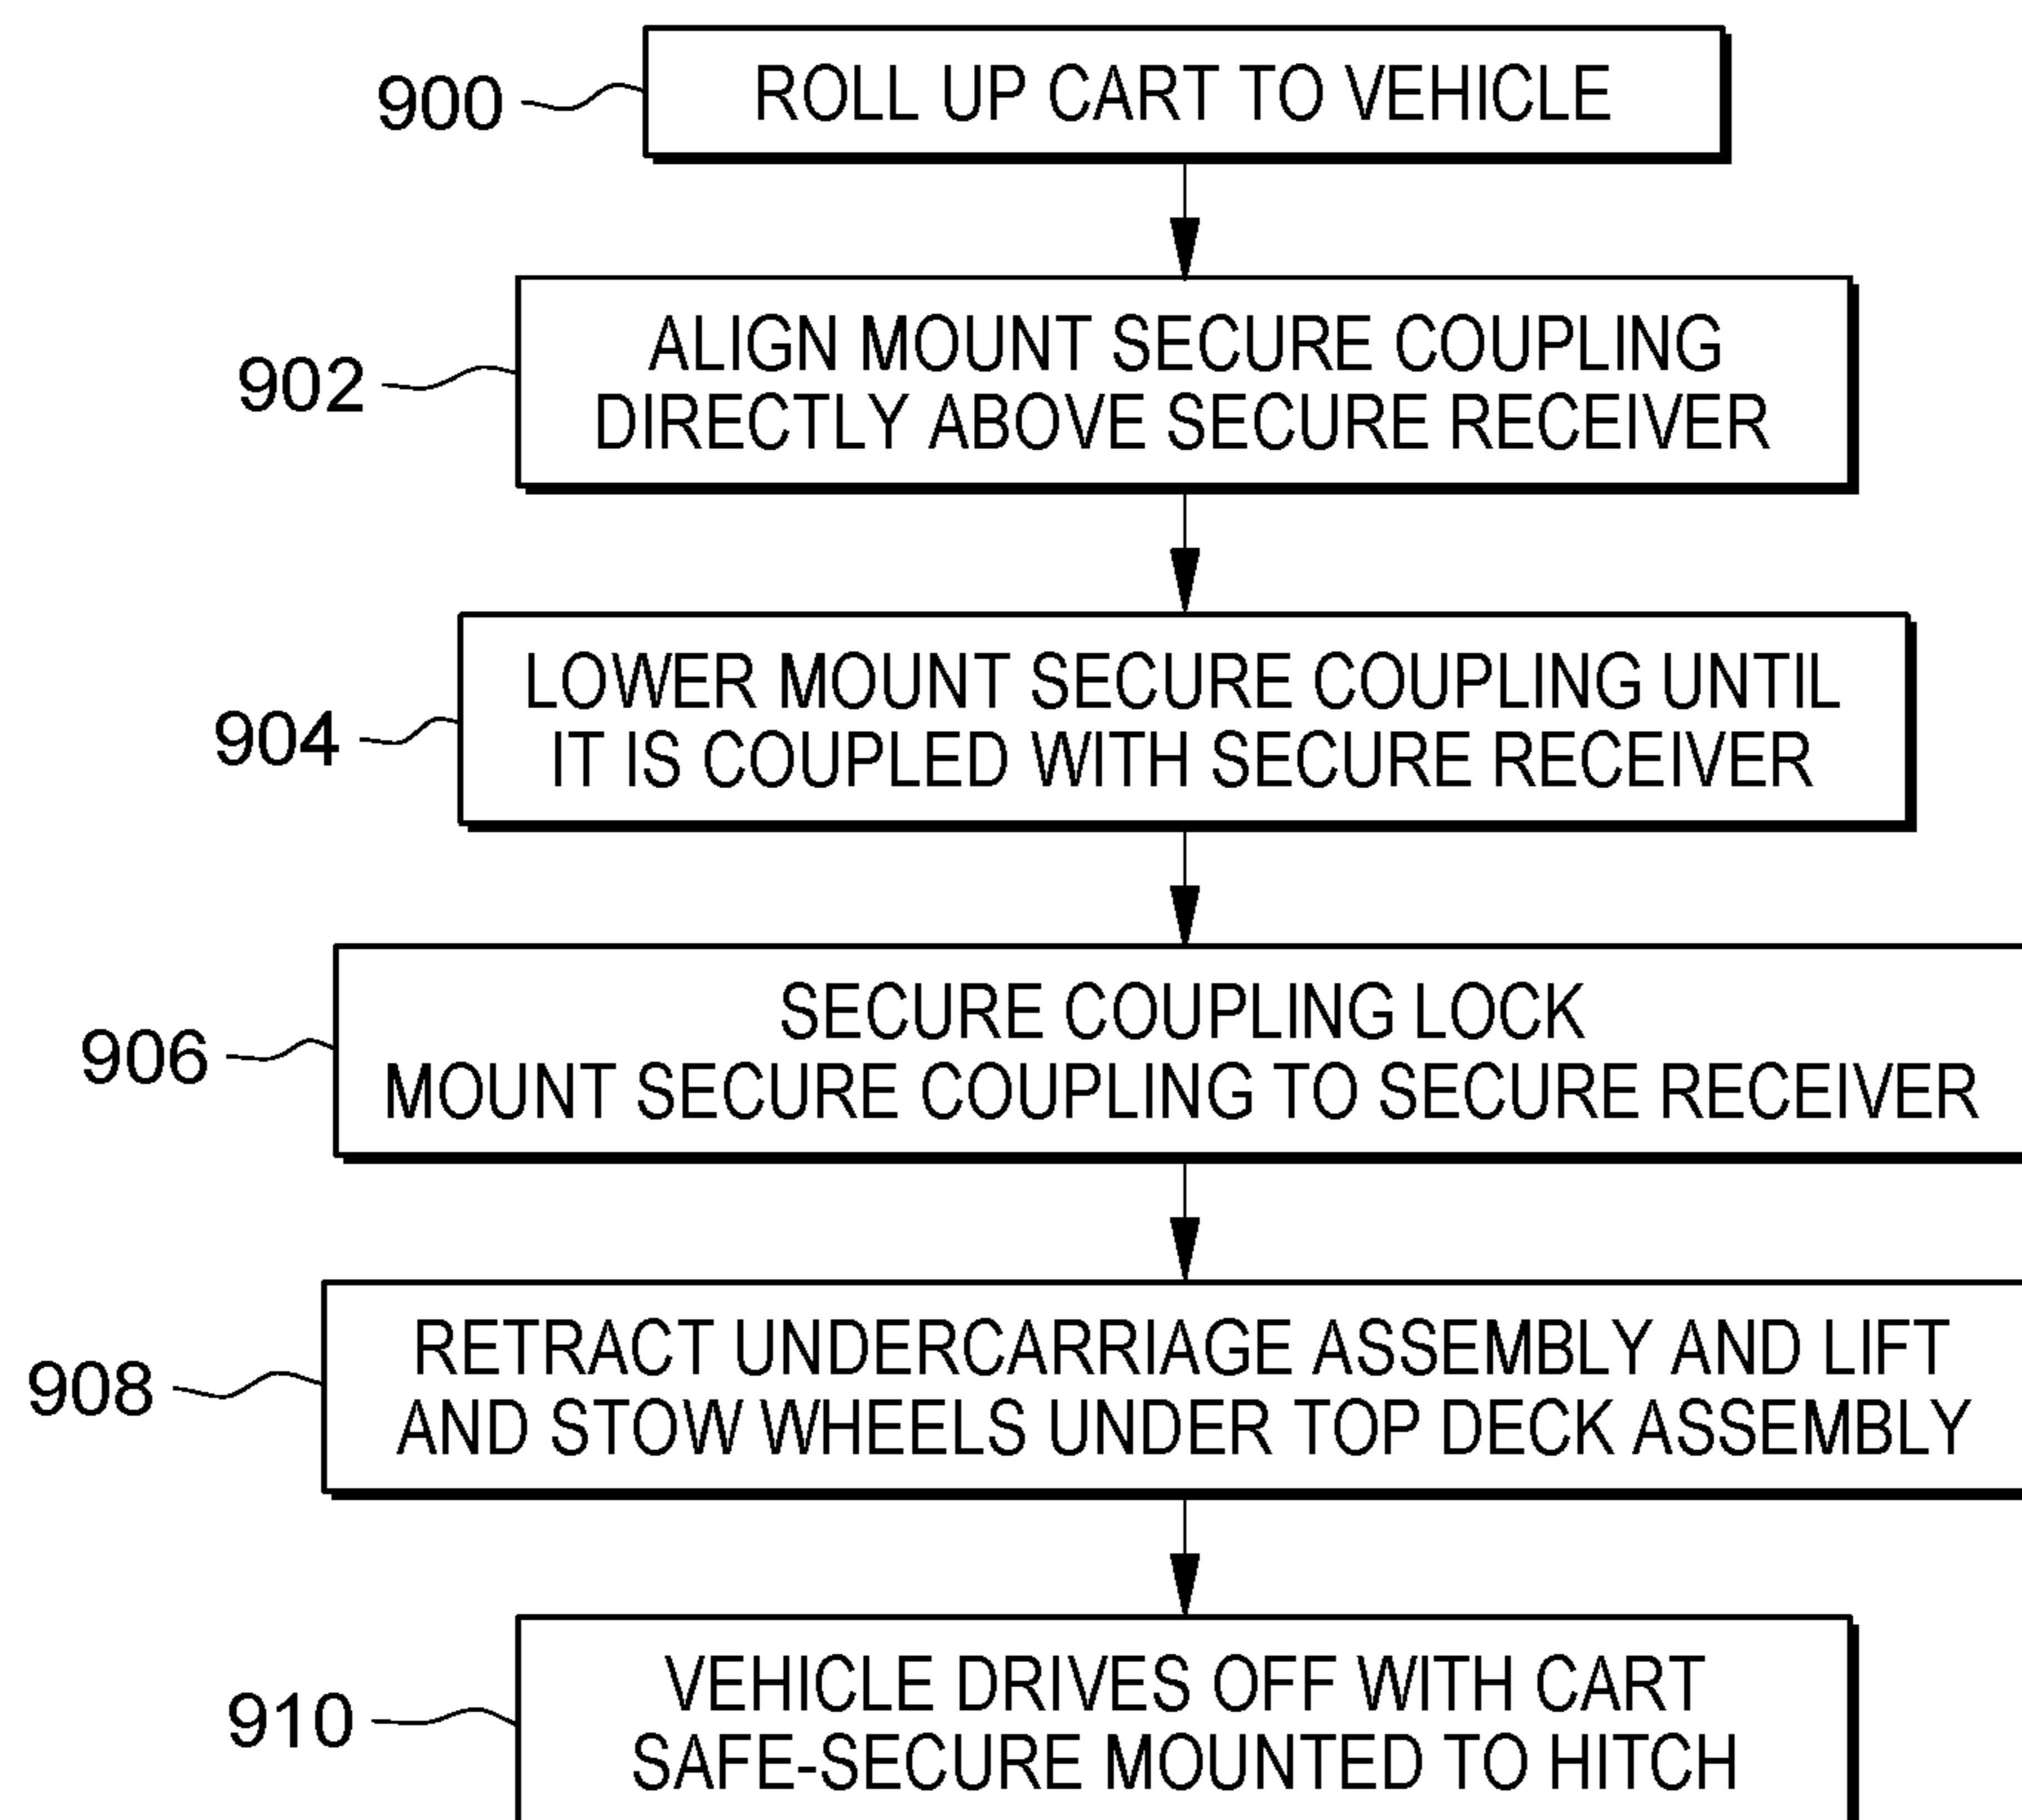 900
ROLL UP CART TO VEHICLE
902
ALIGN MOUNT SECURE COUPLING
DIRECTLY ABOVE SECURE RECEIVER
904
LOWER MOUNT SECURE COUPLING UNTIL
IT IS COUPLED WITH SECURE RECEIVER
906
SECURE COUPLING LOCK
MOUNT SECURE COUPLING TO SECURE RECEIVER
908
RETRACT UNDERCARRIAGE ASSEMBLY AND LIFT
AND STOW WHEELS UNDER TOP DECK ASSEMBLY
910
VEHICLE DRIVES OFF WITH CART
SAFE-SECURE MOUNTED TO HITCH